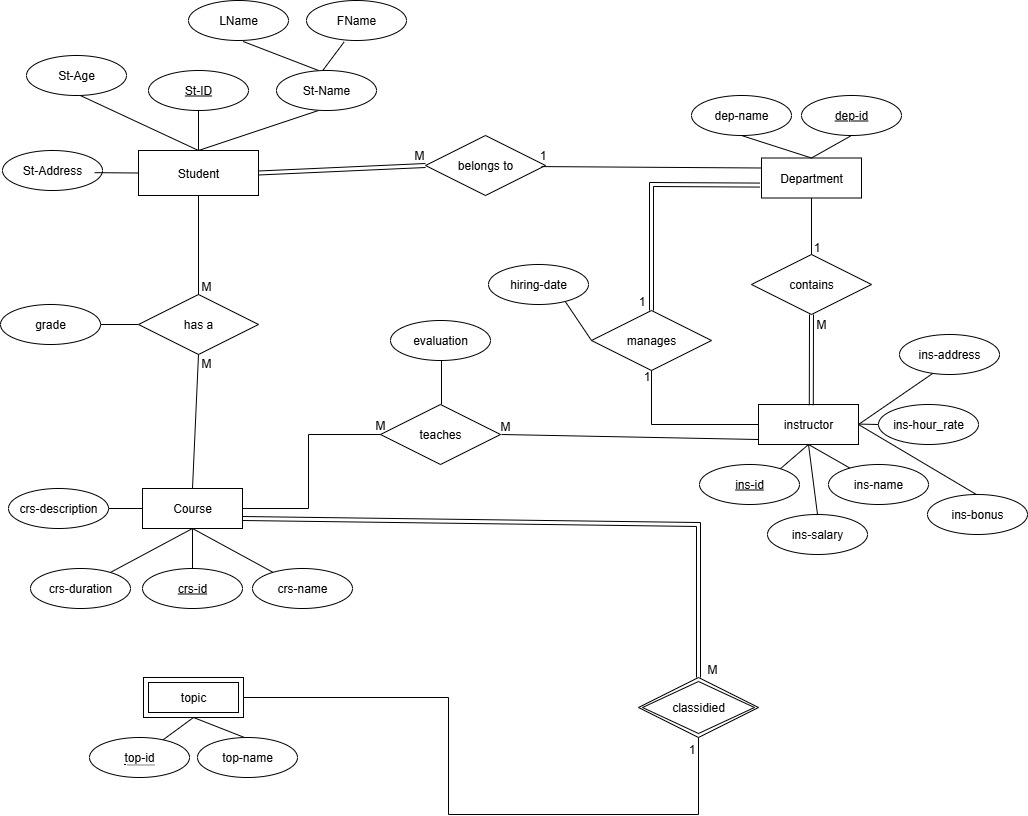 LName
FName
St-Age
St-ID
St-Name
dep-name
dep-id
St-Address
Student
M
belongs to
1
Department
1
contains
M
hiring-date
1
manages
1
M
grade
has a
M
evaluation
M
teaches
M
ins-address
instructor
ins-hour_rate
ins-id
ins-name
ins-salary
ins-bonus
crs-description
Course
crs-duration
crs-id
crs-name
M
classidied
1
topic
top-id
top-name